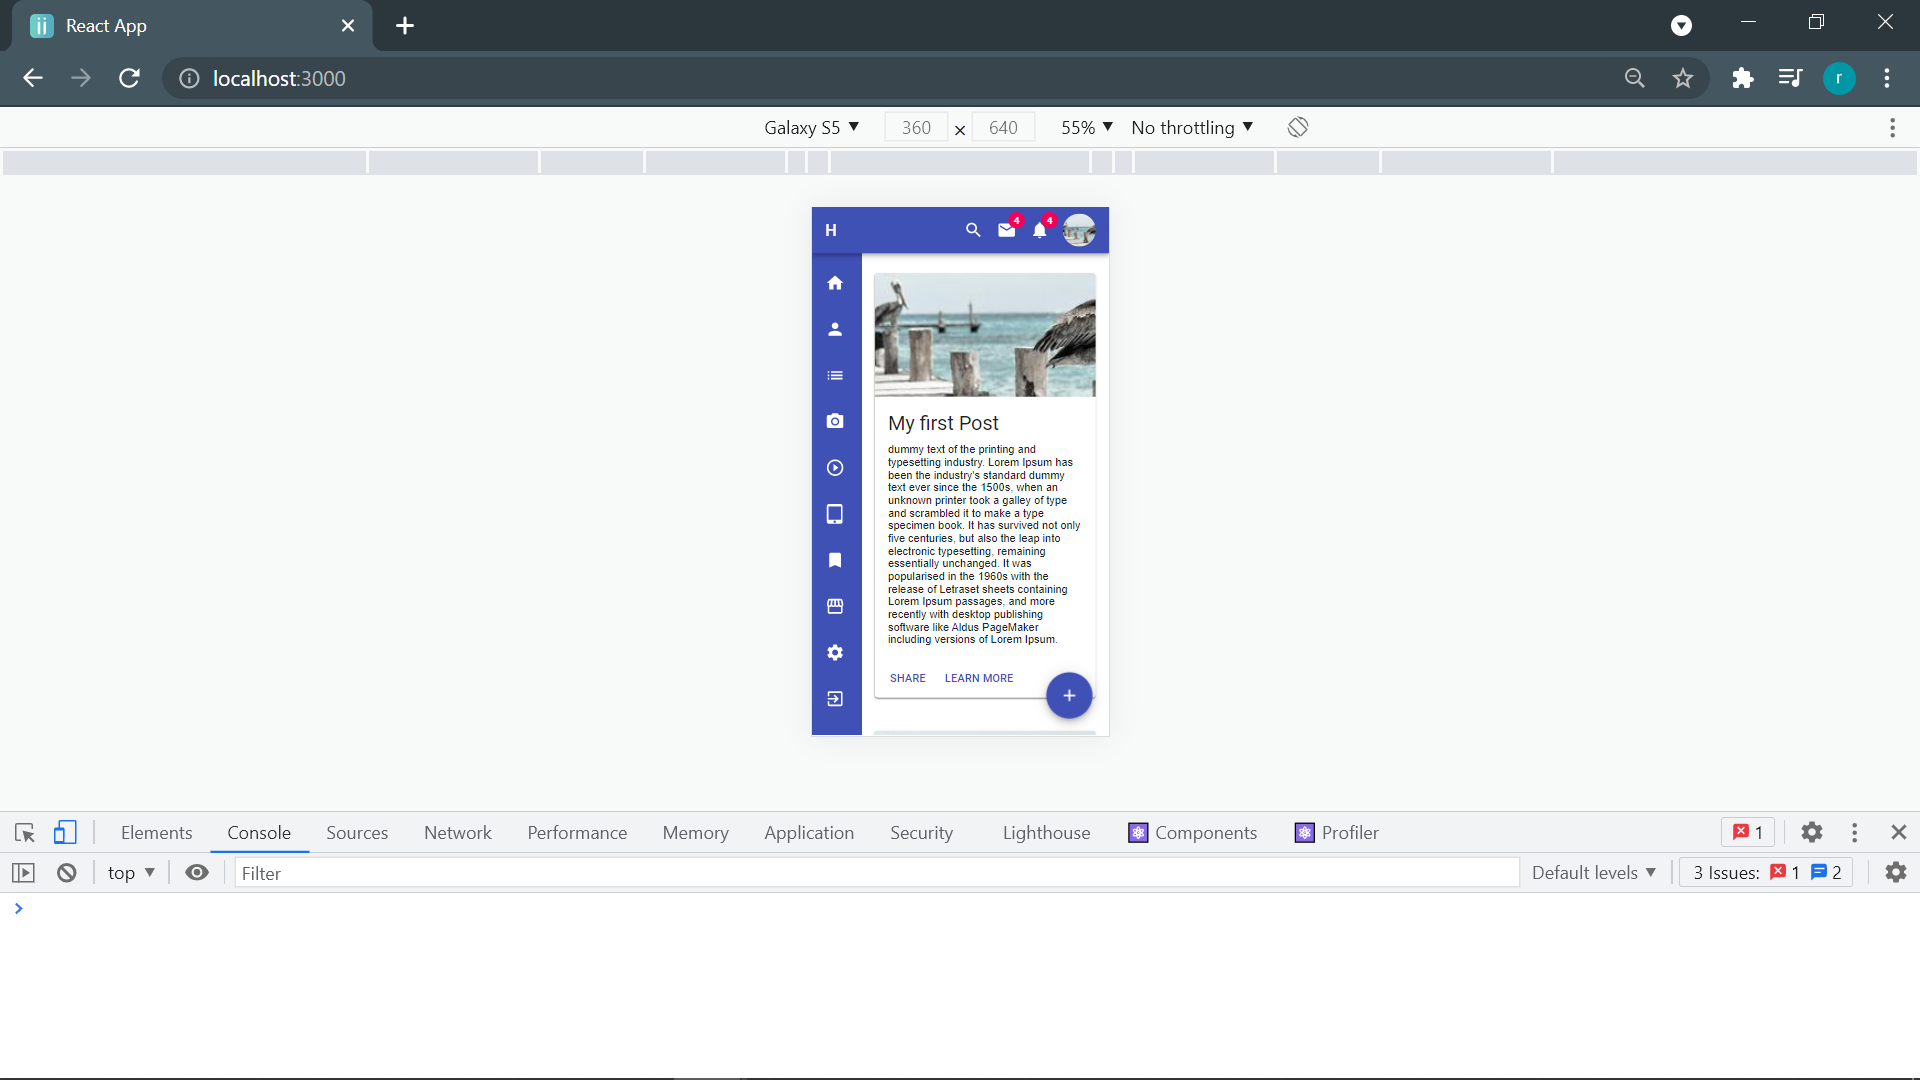 React App
localhost:3000
r
Galaxy S5 ▼ 360 × 640 55% ▼ No throttling ▼
H 4 4
My first Post
dummy text of the printing and
typesetting industry. Lorem Ipsum has
been the industry's standard dummy
text ever since the 1500s, when an
unknown printer took a galley of type
and scrambled it to make a type
specimen book. It has survived not only
five centuries, but also the leap into
electronic typesetting, remaining
essentially unchanged. It was
popularised in the 1960s with the
release of Letraset sheets containing
Lorem Ipsum passages, and more
recently with desktop publishing
software like Aldus PageMaker
including versions of Lorem Ipsum.
SHARE LEARN MORE
Elements Console Sources Network Performance Memory Application Security Lighthouse Components Profiler 1
top ▼ Filter Default levels ▼ 3 Issues: 1 2